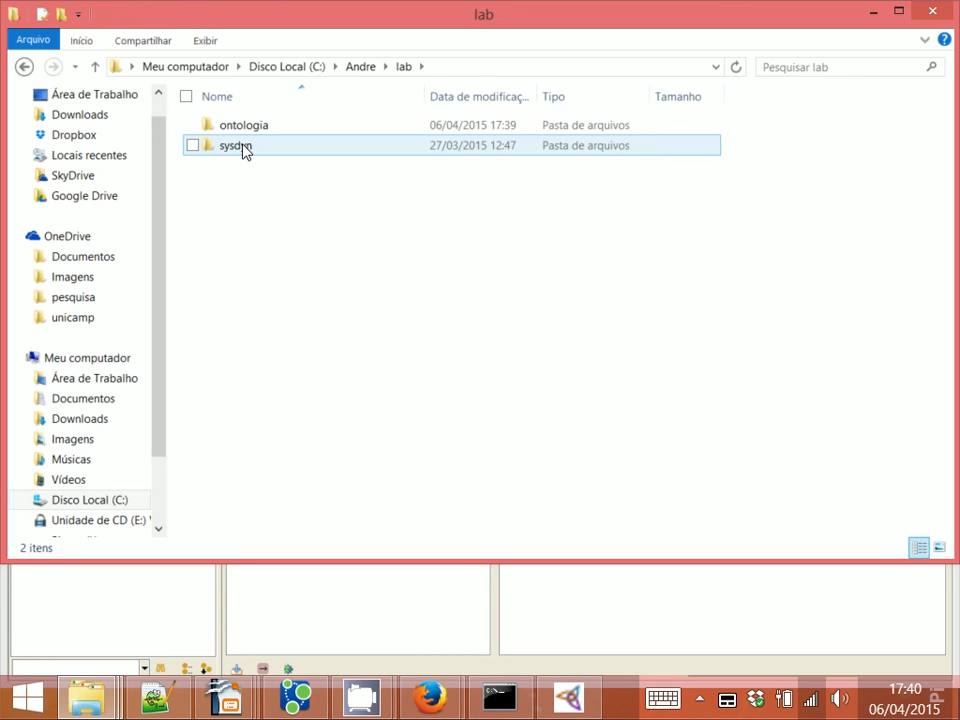 lab
Arquivo Início Compartilhar Exibir
Meu computador Disco Local (C:) Andre lab
Pesquisar lab
Nome Data de modificaç... Tipo Tamanho
ontologia 06/04/2015 17:39 Pasta de arquivos
27/03/2015 12:47 Pasta de arquivos
Área de Trabalho
Downloads
Dropbox
Locais recentes
SkyDrive
Google Drive
OneDrive
Documentos
Imagens
pesquisa
unicamp
Meu computador
Área de Trabalho
Documentos
Downloads
Imagens
Músicas
Vídeos
Disco Local (C:)
Unidade de CD (E:)
2 itens
17:40
06/04/2015